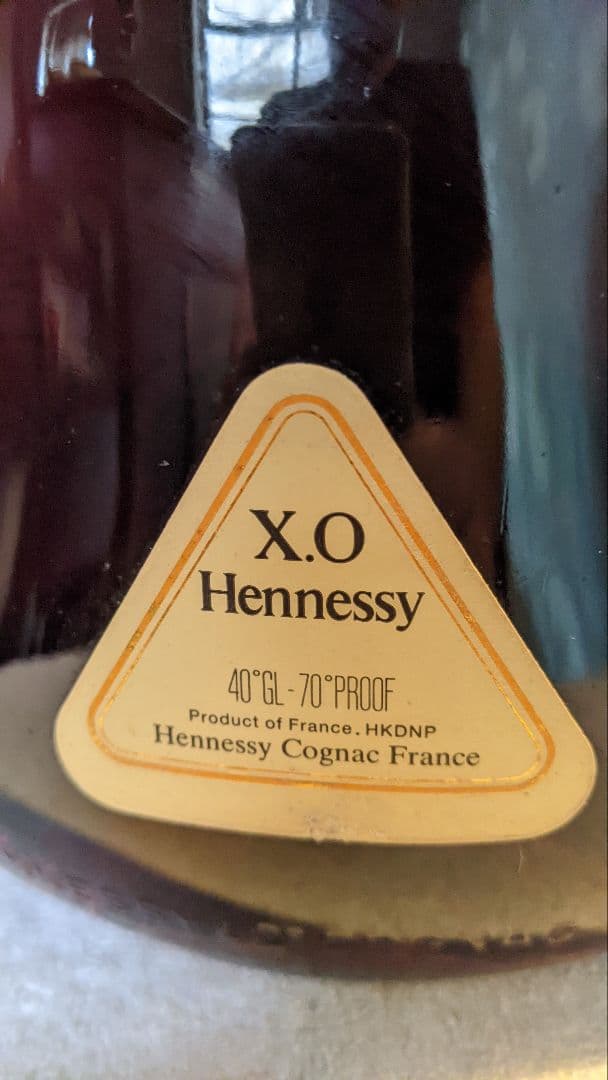 X.O
Hennessy
40°GL-70°PROOF
Product of France. HKDNP
Hennessy Cognac France